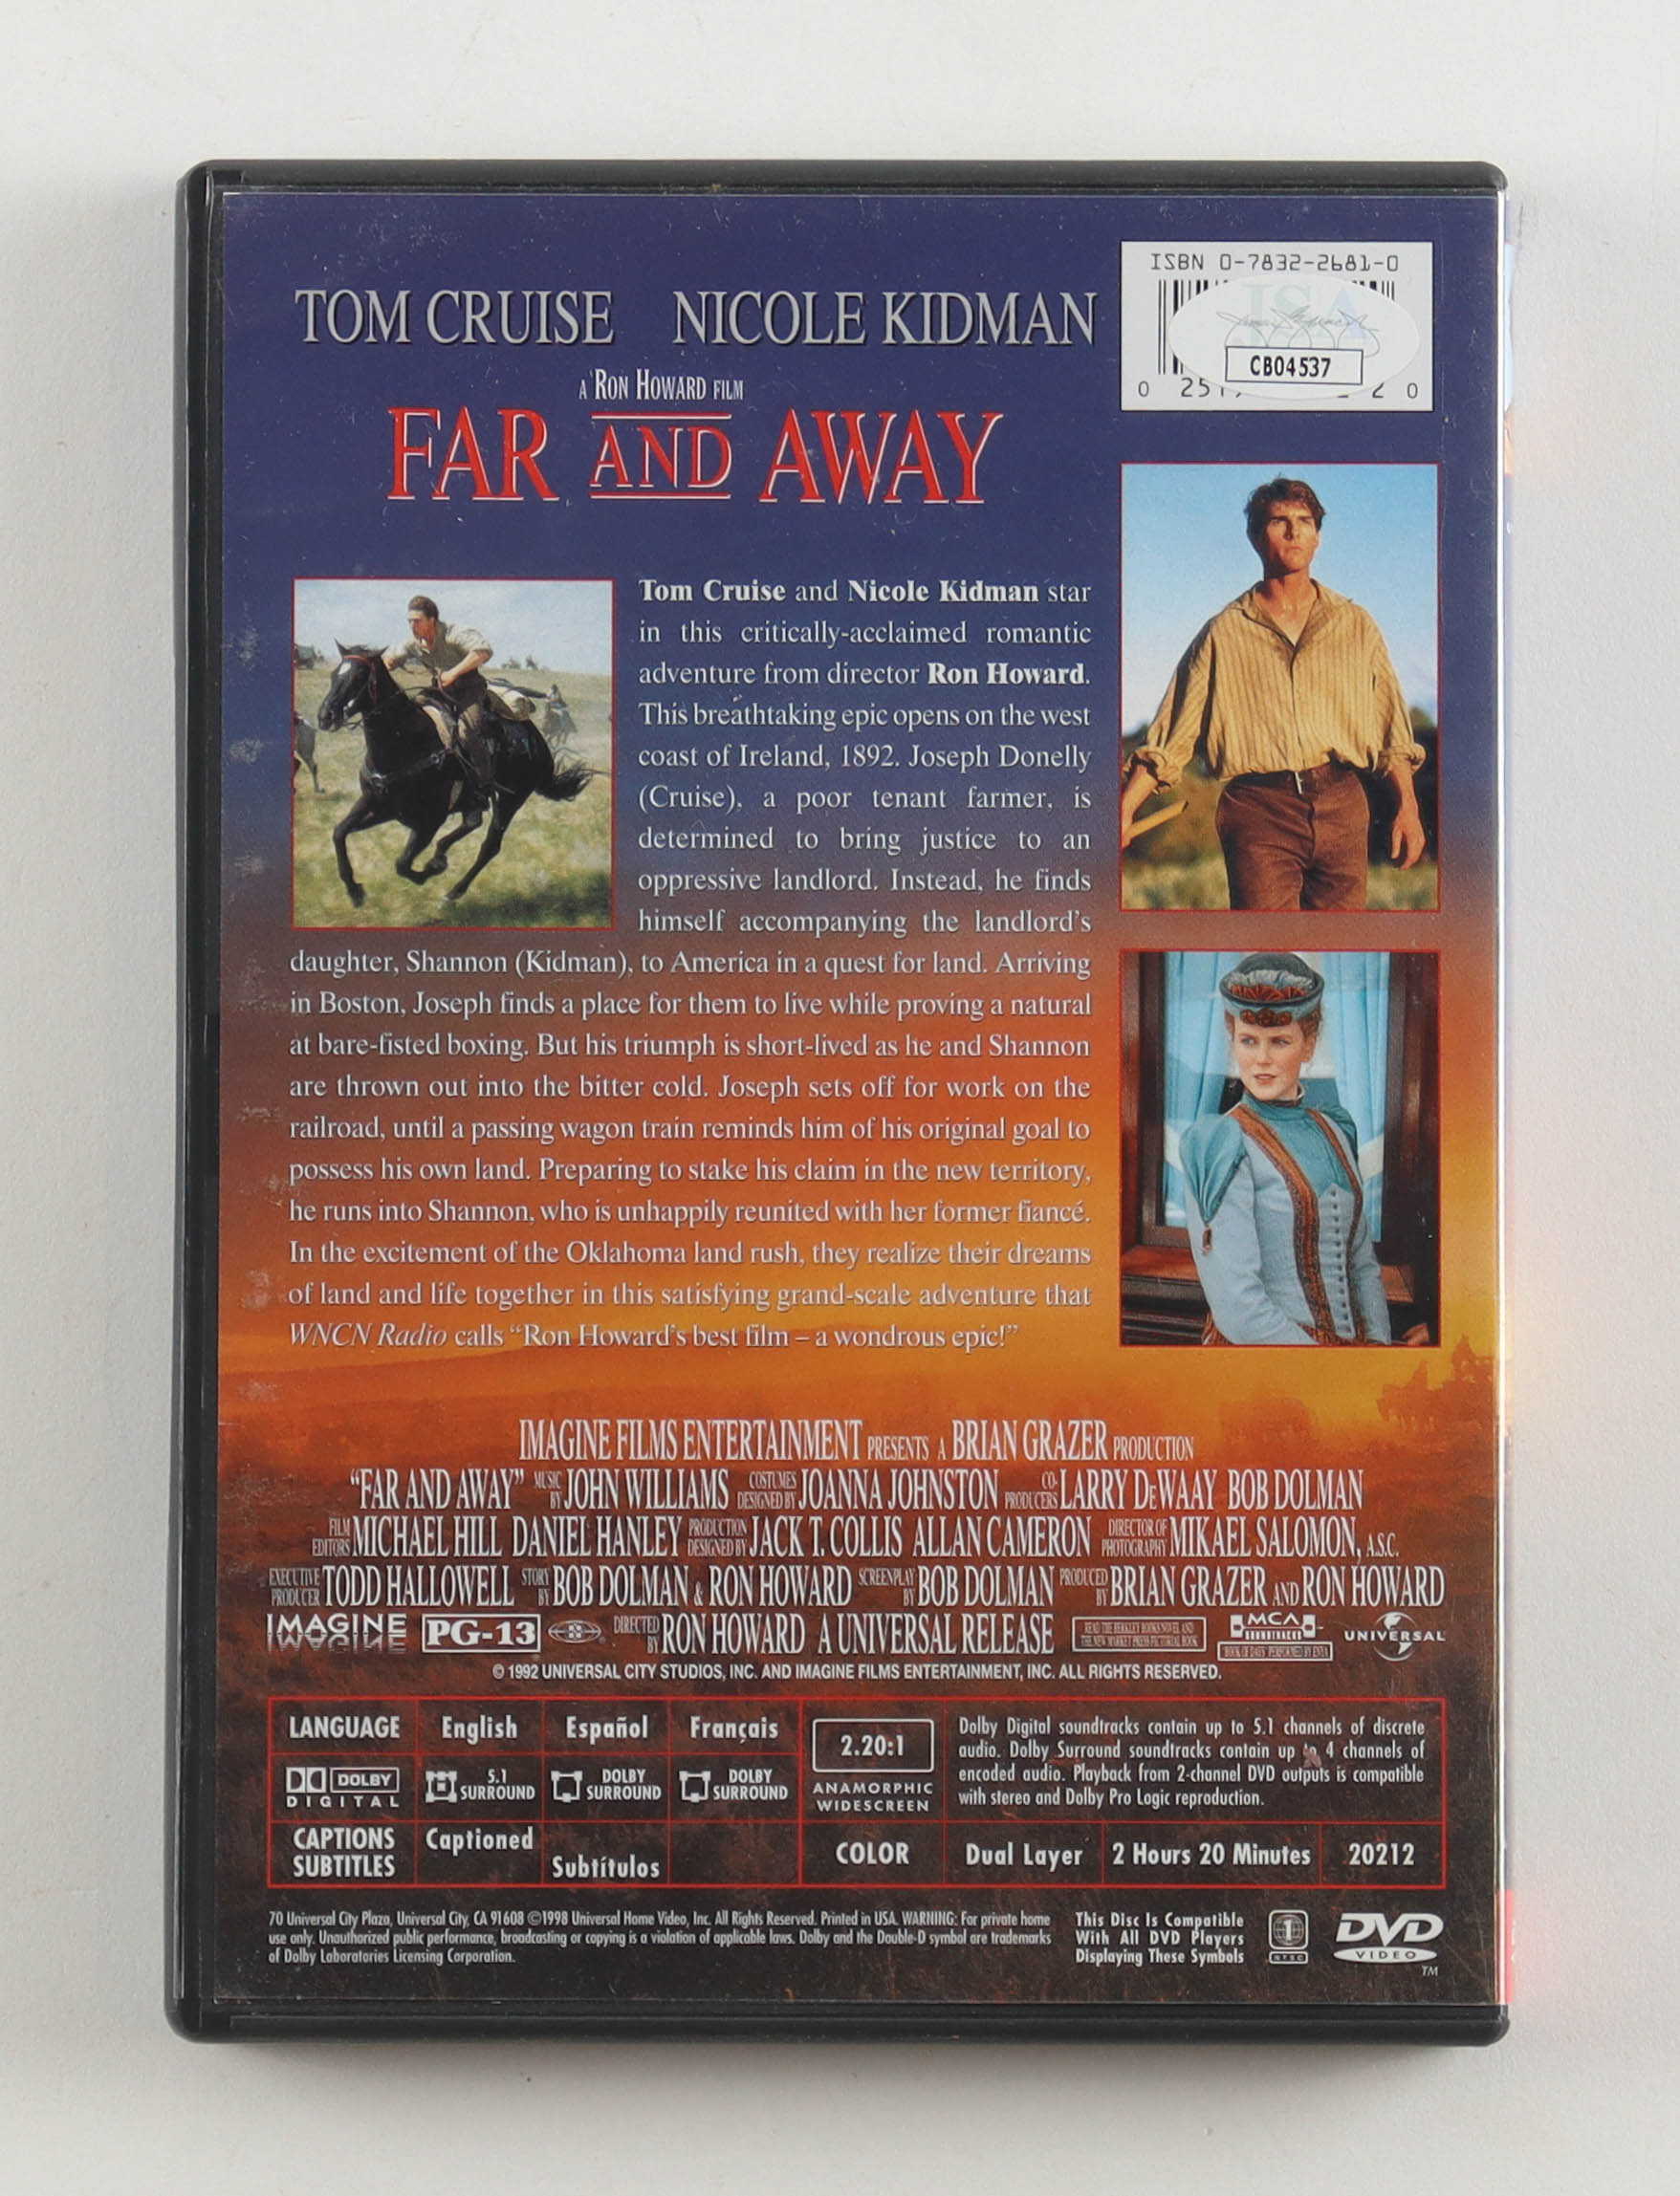 ISBN 0-7832-2681-0
JSA
CB04537
TOM CRUISE NICOLE KIDMAN
A RON HOWARD FILM
FAR AND AWAY
Tom Cruise and Nicole Kidman star
in this critically-acclaimed romantic
adventure from director Ron Howard.
This breathtaking epic opens on the west
coast of Ireland, 1892. Joseph Donelly
(Cruise), a poor tenant farmer, is
determined to bring justice to an
oppressive landlord. Instead, he finds
himself accompanying the landlord's
daughter, Shannon (Kidman), to America in a quest for land. Arriving
in Boston, Joseph finds a place for them to live while proving a natural
at bare-fisted boxing. But his triumph is short-lived as he and Shannon
are thrown out into the bitter cold. Joseph sets off for work on the
railroad, until a passing wagon train reminds him of his original goal to
possess his own land. Preparing to stake his claim in the new territory,
he runs into Shannon, who is unhappily reunited with her former fiancé.
In the excitement of the Oklahoma land rush, they realize their dreams
of land and life together in this satisfying grand-scale adventure that
WNCN Radio calls “Ron Howard's best film – a wondrous epic!”
IMAGINE FILMS ENTERTAINMENT PRESENTS A BRIAN GRAZER PRODUCTION
“FAR AND AWAY” MUSIC BY JOHN WILLIAMS COSTUMES DESIGNED BY JOANNA JOHNSTON CO-PRODUCERS LARRY DeWAAY BOB DOLMAN
FILM EDITORS MICHAEL HILL DANIEL HANLEY PRODUCTION DESIGNED BY JACK T. COLLIS ALLAN CAMERON DIRECTOR OF PHOTOGRAPHY MIKAEL SALOMON, A.S.C.
EXECUTIVE PRODUCER TODD HALLOWELL STORY BY BOB DOLMAN & RON HOWARD SCREENPLAY BY BOB DOLMAN PRODUCED BY BRIAN GRAZER AND RON HOWARD
IMAGINE PG-13 DIRECTED BY RON HOWARD A UNIVERSAL RELEASE MCA SOUNDTRACKS UNIVERSAL
© 1992 UNIVERSAL CITY STUDIOS, INC. AND IMAGINE FILMS ENTERTAINMENT, INC. ALL RIGHTS RESERVED.
LANGUAGE English Español Français
DOLBY DIGITAL 5.1 SURROUND DOLBY SURROUND DOLBY SURROUND
CAPTIONS Captioned
SUBTITLES Subtítulos
2.20:1
ANAMORPHIC
WIDESCREEN
Dolby Digital soundtracks contain up to 5.1 channels of discrete
audio. Dolby Surround soundtracks contain up to 4 channels of
encoded audio. Playback from 2-channel DVD outputs is compatible
with stereo and Dolby Pro Logic reproduction.
COLOR Dual Layer 2 Hours 20 Minutes 20212
70 Universal City Plaza, Universal City, CA 91608 ©1998 Universal Home Video, Inc. All Rights Reserved. Printed in USA. WARNING: For private home
use only. Unauthorized public performance, broadcasting or copying is a violation of applicable laws. Dolby and the Double-D symbol are trademarks
of Dolby Laboratories Licensing Corporation.
This Disc Is Compatible
With All DVD Players
Displaying These Symbols
1
NTSC
DVD
VIDEO
TM